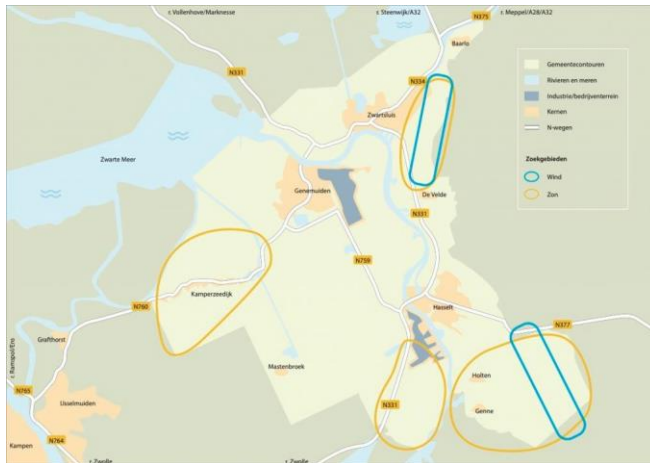 r. Vollenhove/Marknesse
r. Steenwijk/A32
N375
r. Meppel/A28/A32
Baarlo
N331
N334
Zwartsluis
Zwarte Meer
Genemuiden
De Velde
N331
N759
Kamperzeedijk
N760
Hasselt
N377
Grafhorst
r. Ramspol/Ens
Mastenbroek
Holten
Genne
N765
IJsselmuiden
N331
N764
Kampen
r. Zwolle
r. Zwolle
Gemeentecontouren
Rivieren en meren
Industrie/bedrijventerrein
Kernen
N-wegen
Zoekgebieden
Wind
Zon